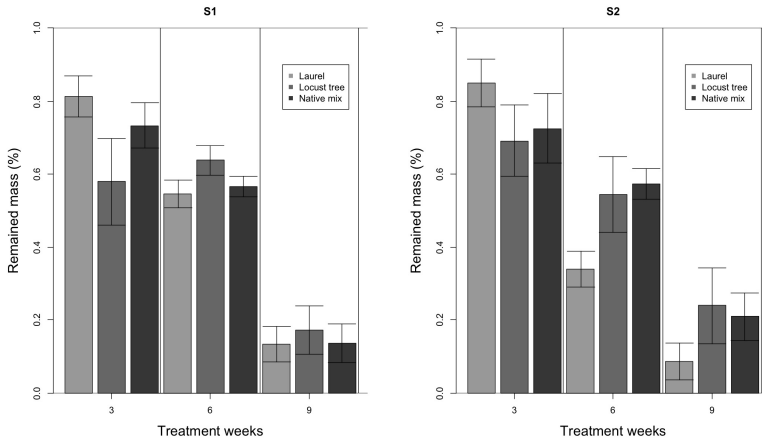 S1
Remained mass (%)
1.0
0.8
0.6
0.4
0.2
0.0
Laurel
Locust tree
Native mix
3 6 9
Treatment weeks
S2
Remained mass (%)
1.0
0.8
0.6
0.4
0.2
0.0
Laurel
Locust tree
Native mix
3 6 9
Treatment weeks